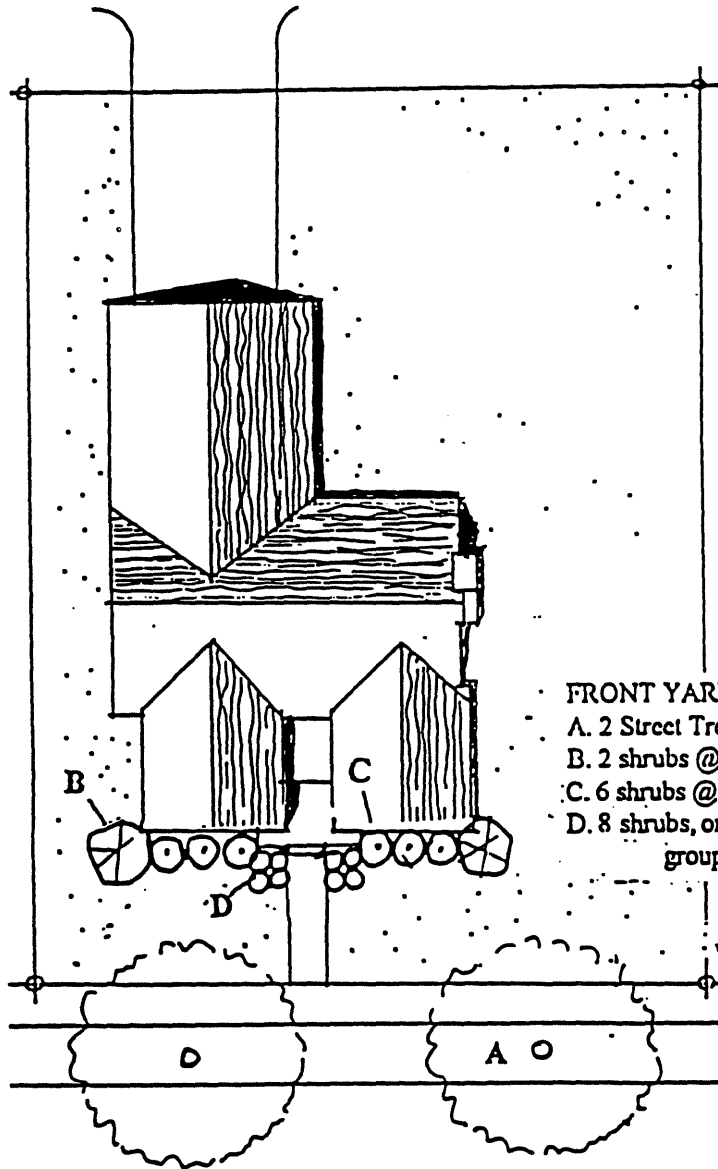 FRONT YAR
A. 2 Street Tre
B. 2 shrubs @
C. 6 shrubs @
D. 8 shrubs, or
group
B
C
D
A